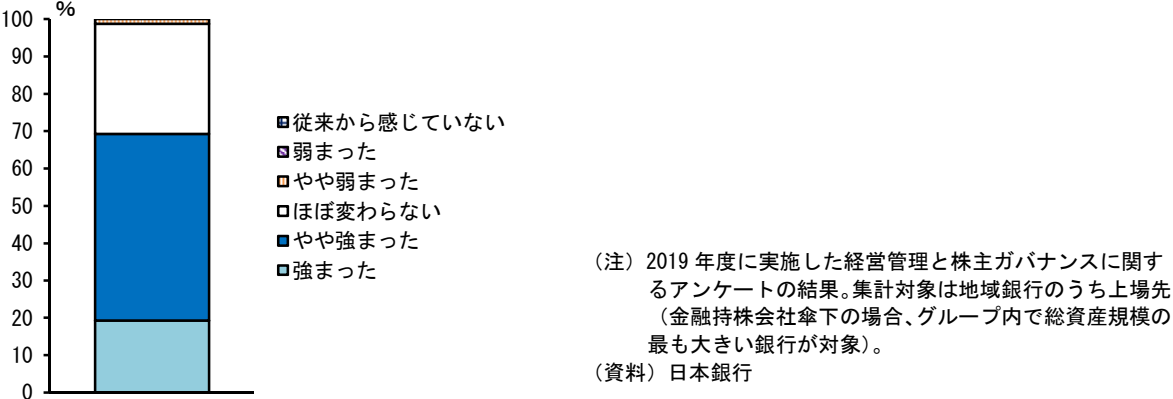 %
100
90
80
70
60
50
40
30
20
10
0
従来から感じていない
弱まった
やや弱まった
ほぼ変わらない
やや強まった
強まった
（注）2019 年度に実施した経営管理と株主ガバナンスに関す
るアンケートの結果。集計対象は地域銀行のうち上場先
（金融持株会社傘下の場合、グループ内で総資産規模の
最も大きい銀行が対象）。
（資料）日本銀行